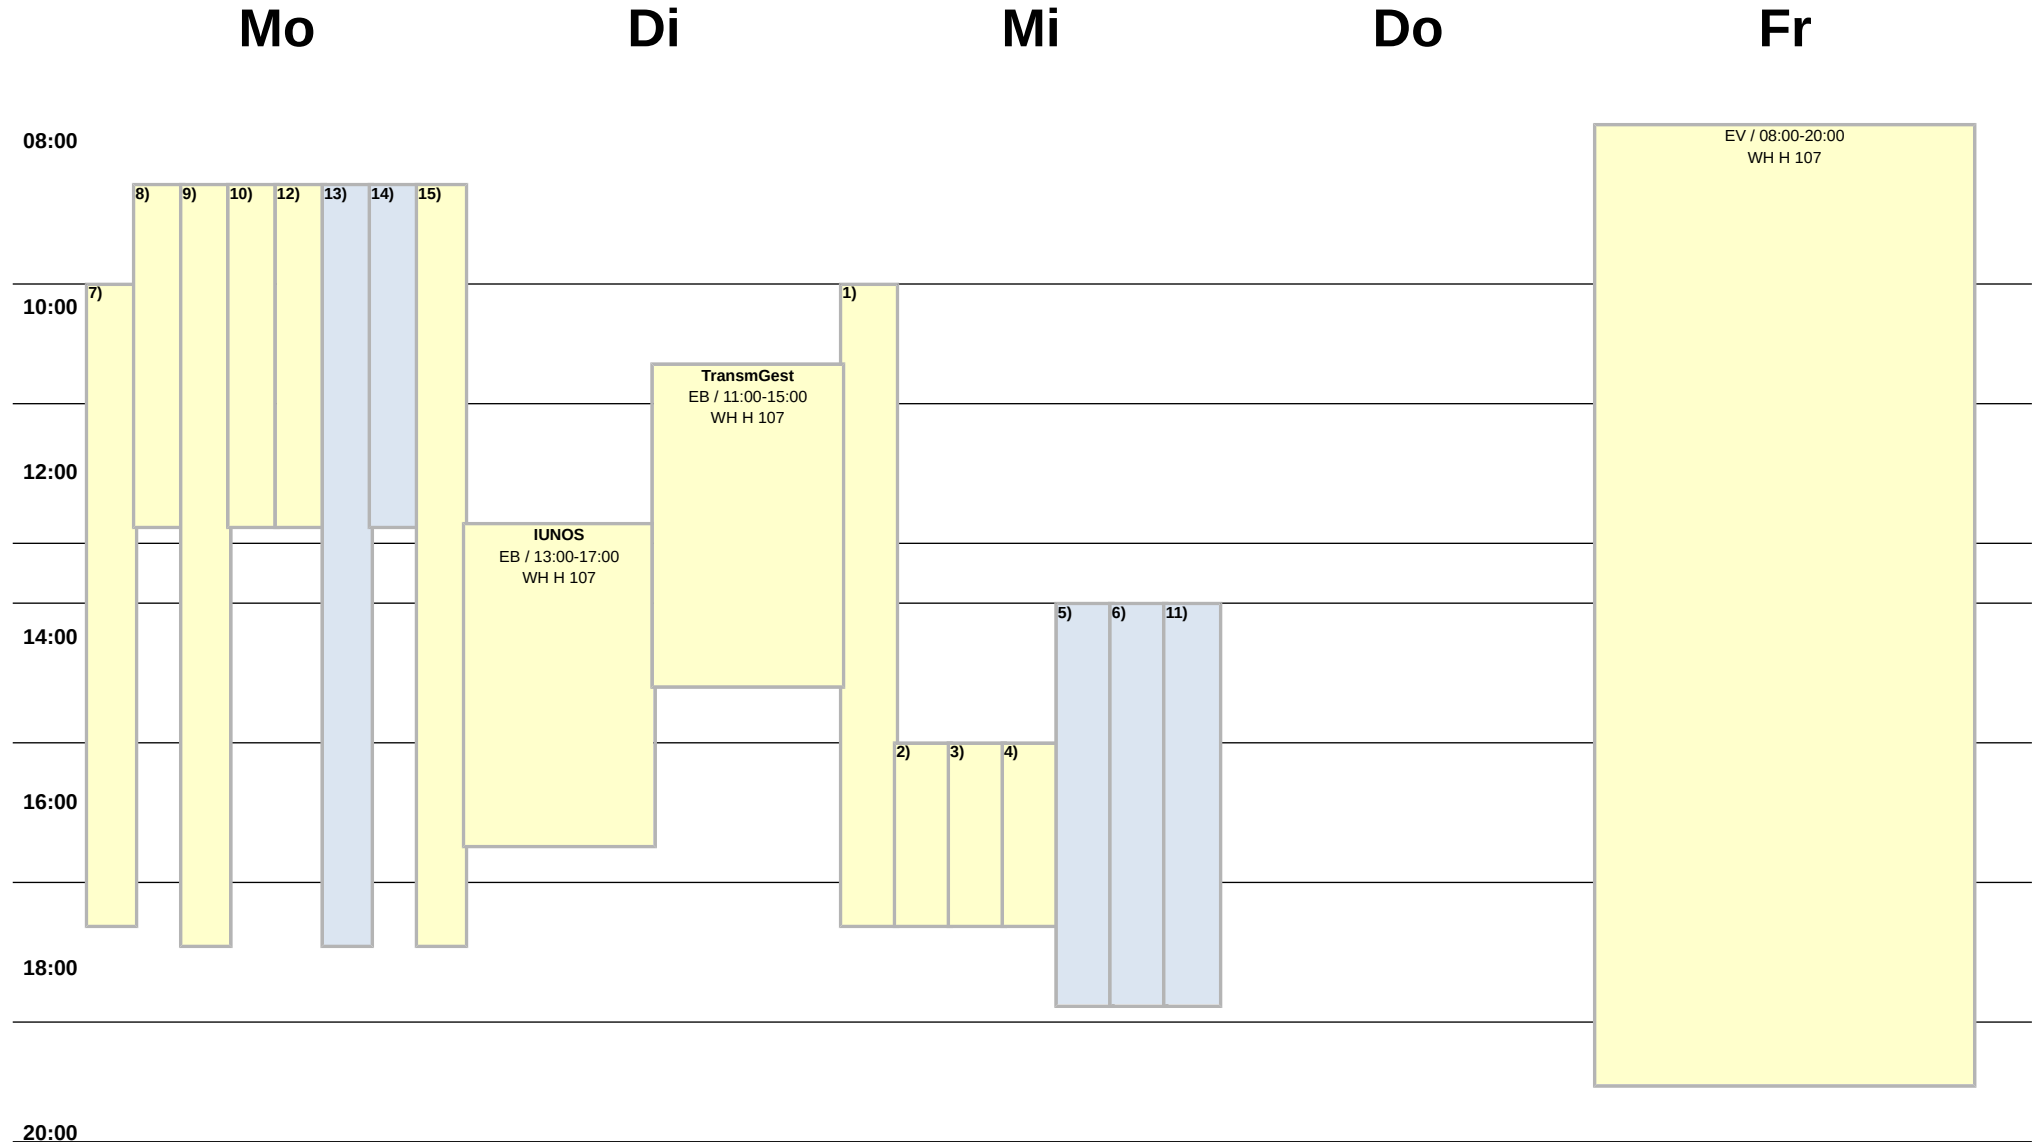 Mo
Di
Mi
Do
Fr
08:00
EV / 08:00-20:00
WH H 107
8)
9)
10)
12)
13)
14)
15)
7)
1)
10:00
TransmGest
EB / 11:00-15:00
WH H 107
12:00
IUNOS
EB / 13:00-17:00
WH H 107
5)
6)
11)
14:00
2)
3)
4)
16:00
18:00
20:00